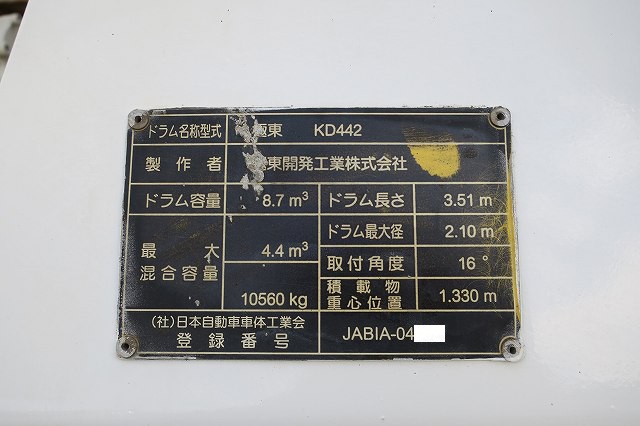 ドラム名称型式 極東 KD442
製作者 東開発工業株式会社
ドラム容量 8.7 m³ ドラム長さ 3.51 m
ドラム最大径 2.10 m
最大混合容量 4.4 m³
取付角度 16°
10560 kg
積載物重心位置 1.330 m
(社)日本自動車車体工業会
登録番号 JABIA-04